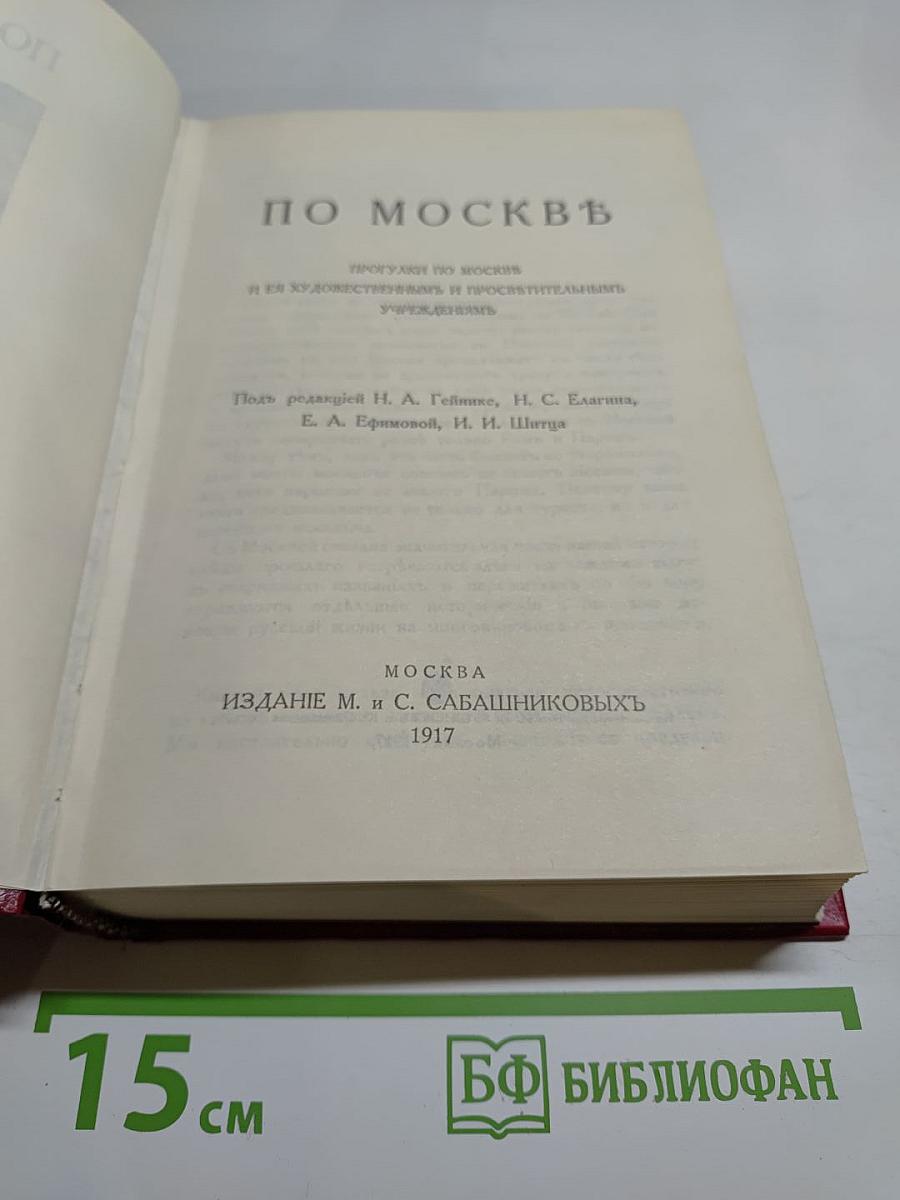 ПО МОСКВѢ
ПРОГУЛКИ ПО МОСКВѢ
И ЕЯ ХУДОЖЕСТВЕННЫМЪ И ПРОСВѢТИТЕЛЬНЫМЪ
УЧРЕЖДЕНІЯМЪ
Подъ редакціей Н. А. Гейнике, Н. С. Елагина,
Е. А. Ефимовой, И. И. Шитца
МОСКВА
ИЗДАНІЕ М. и С. САБАШНИКОВЫХЪ
1917
15 см
БФ БИБЛИОФАН